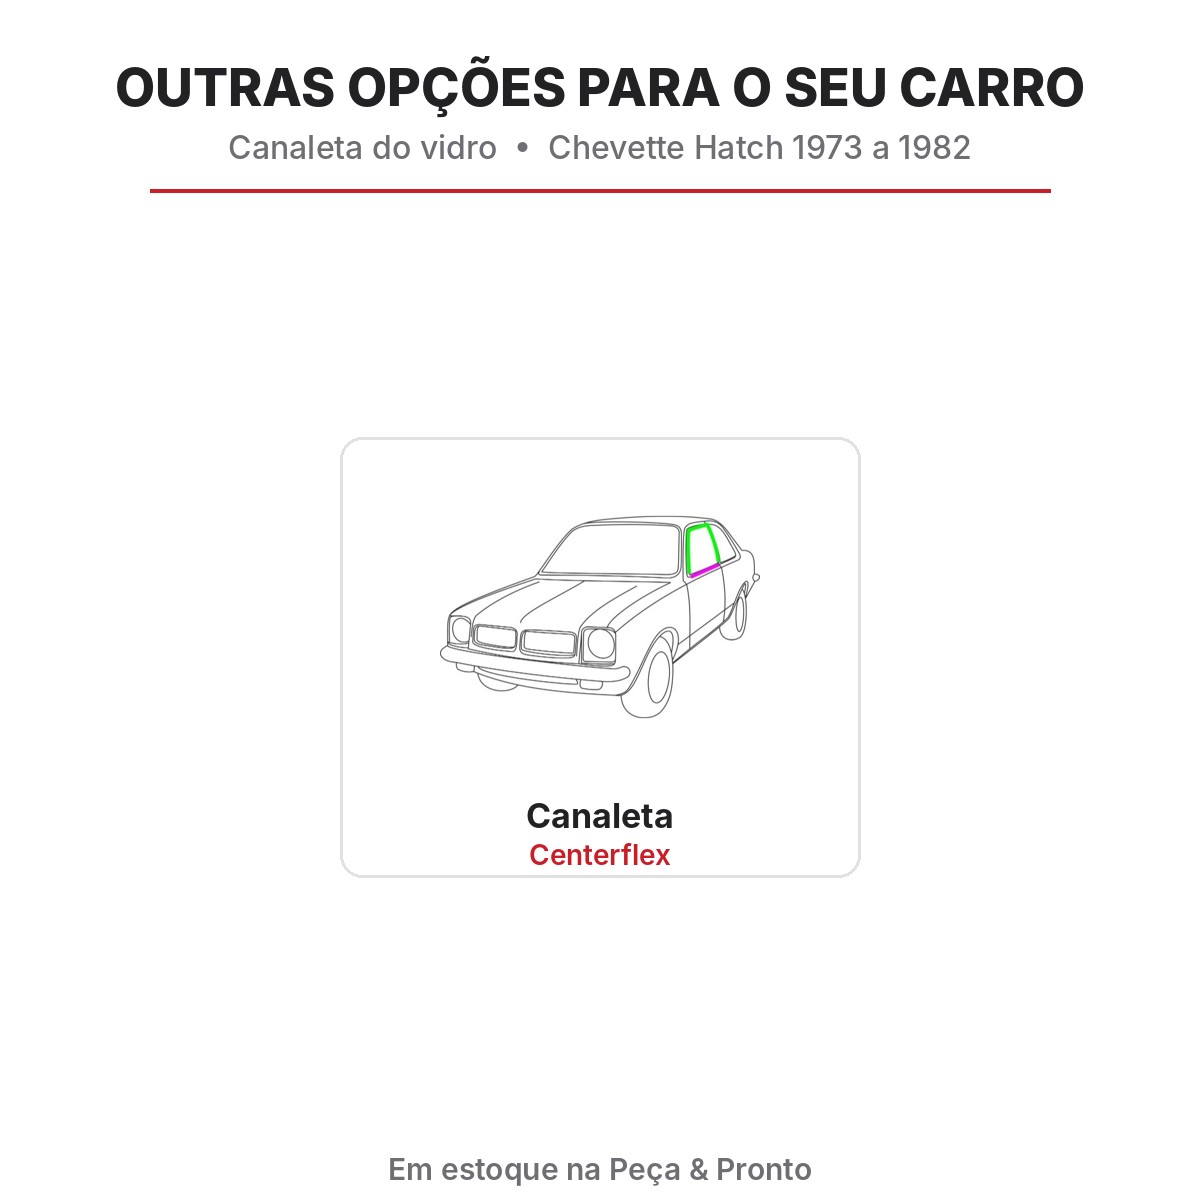 OUTRAS OPÇÕES PARA O SEU CARRO
Canaleta do vidro • Chevette Hatch 1973 a 1982
Canaleta
Centerflex
Em estoque na Peça & Pronto